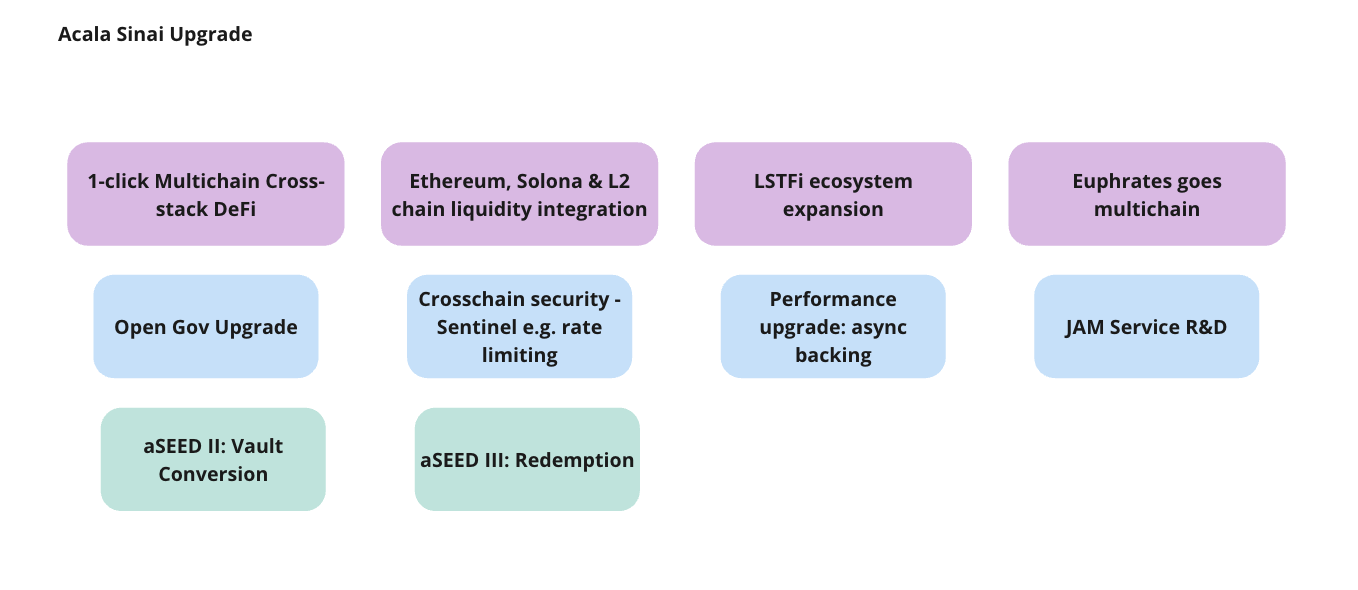 Acala Sinai Upgrade
1-click Multichain Cross-
stack DeFi
Ethereum, Solona & L2
chain liquidity integration
LSTFi ecosystem
expansion
Euphrates goes
multichain
Open Gov Upgrade
Crosschain security -
Sentinel e.g. rate
limiting
Performance
upgrade: async
backing
JAM Service R&D
aSEED II: Vault
Conversion
aSEED III: Redemption